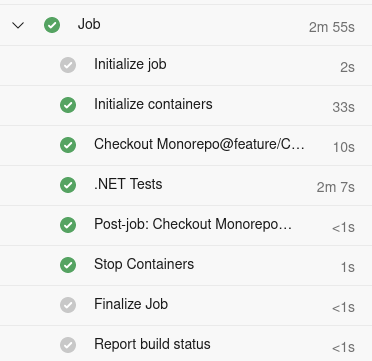 Job 2m 55s
Initialize job 2s
Initialize containers 33s
Checkout Monorepo@feature/C... 10s
.NET Tests 2m 7s
Post-job: Checkout Monorepo... <1s
Stop Containers 1s
Finalize Job <1s
Report build status <1s